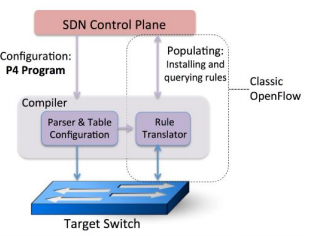 SDN Control Plane
Configuration:
P4 Program
Populating:
Installing and
querying rules
Classic
OpenFlow
Compiler
Parser & Table
Configuration
Rule
Translator
Target Switch